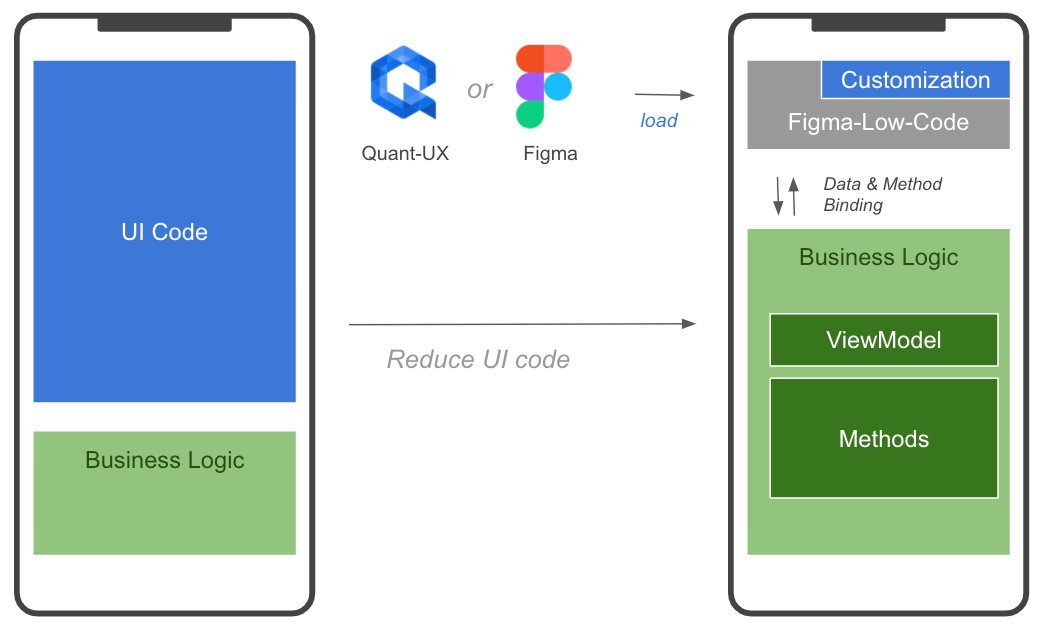 UI Code
Business Logic
Quant-UX
or
Figma
load
Reduce UI code
Customization
Figma-Low-Code
Data & Method
Binding
Business Logic
ViewModel
Methods